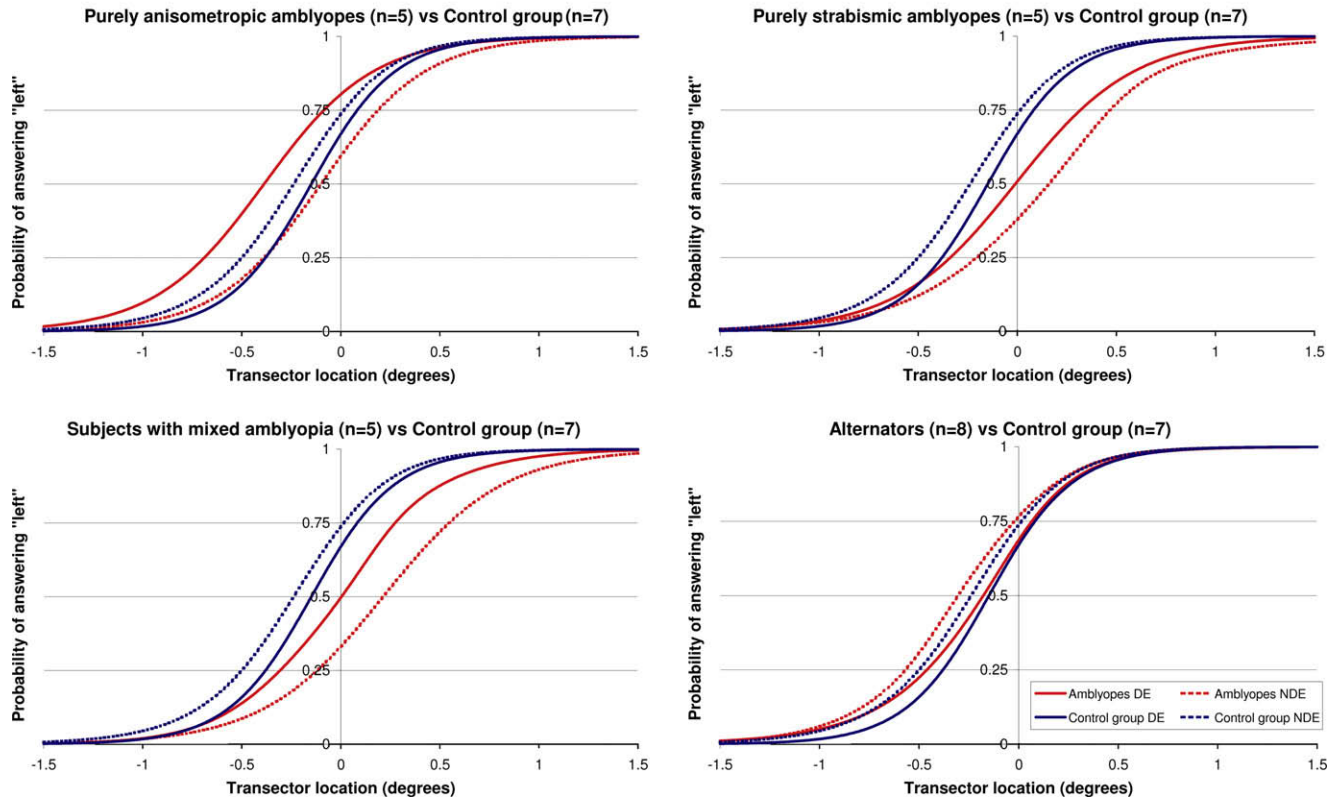 Purely anisometropic amblyopes (n=5) vs Control group (n=7)
Probability of answering "left"
1
0.75
0.5
0.25
0
-1.5 -1 -0.5 0 0.5 1 1.5
Transector location (degrees)
Purely strabismic amblyopes (n=5) vs Control group (n=7)
Probability of answering "left"
1
0.75
0.5
0.25
0
-1.5 -1 -0.5 0 0.5 1 1.5
Transector location (degrees)
Subjects with mixed amblyopia (n=5) vs Control group (n=7)
Probability of answering "left"
1
0.75
0.5
0.25
0
-1.5 -1 -0.5 0 0.5 1 1.5
Transector location (degrees)
Alternators (n=8) vs Control group (n=7)
Probability of answering "left"
1
0.75
0.5
0.25
0
-1.5 -1 -0.5 0 0.5 1 1.5
Transector location (degrees)
Amblyopes DE Amblyopes NDE
Control group DE Control group NDE